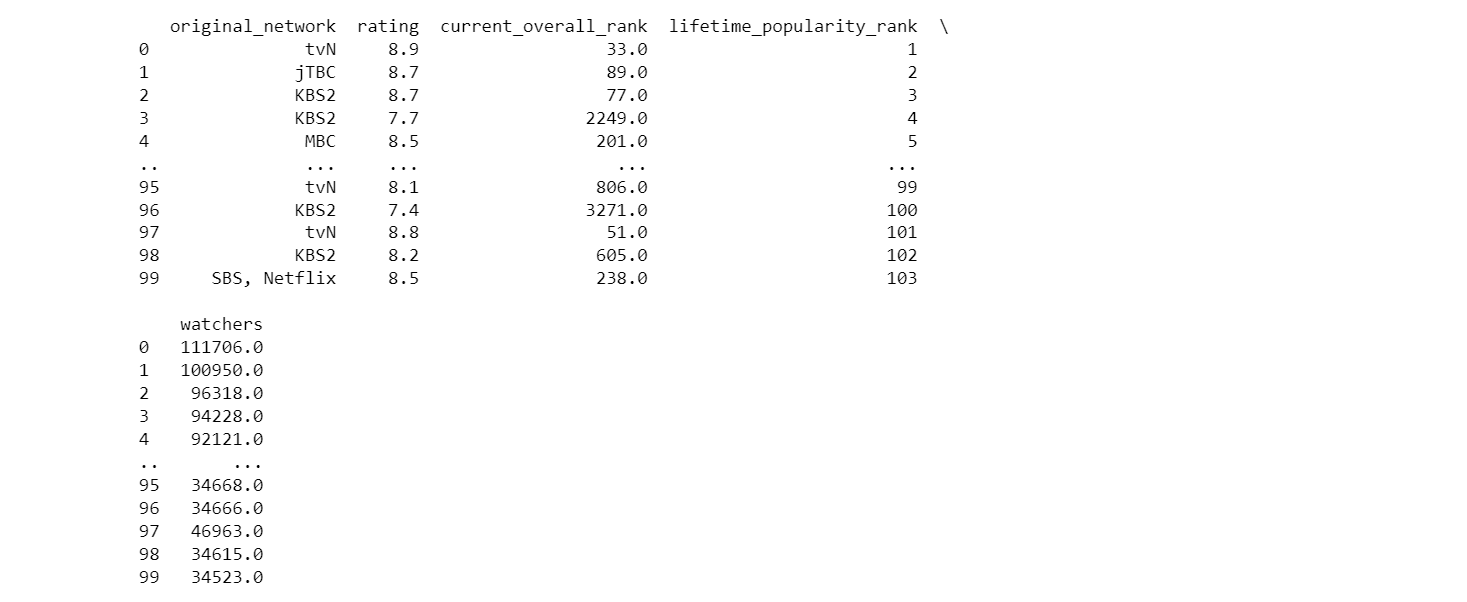 original_network rating current_overall_rank lifetime_popularity_rank \
0 tvN 8.9 33.0 1
1 jTBC 8.7 89.0 2
2 KBS2 8.7 77.0 3
3 KBS2 7.7 2249.0 4
4 MBC 8.5 201.0 5
.. ... ... ... ...
95 tvN 8.1 806.0 99
96 KBS2 7.4 3271.0 100
97 tvN 8.8 51.0 101
98 KBS2 8.2 605.0 102
99 SBS, Netflix 8.5 238.0 103
watchers
0 111706.0
1 100950.0
2 96318.0
3 94228.0
4 92121.0
.. ...
95 34668.0
96 34666.0
97 46963.0
98 34615.0
99 34523.0